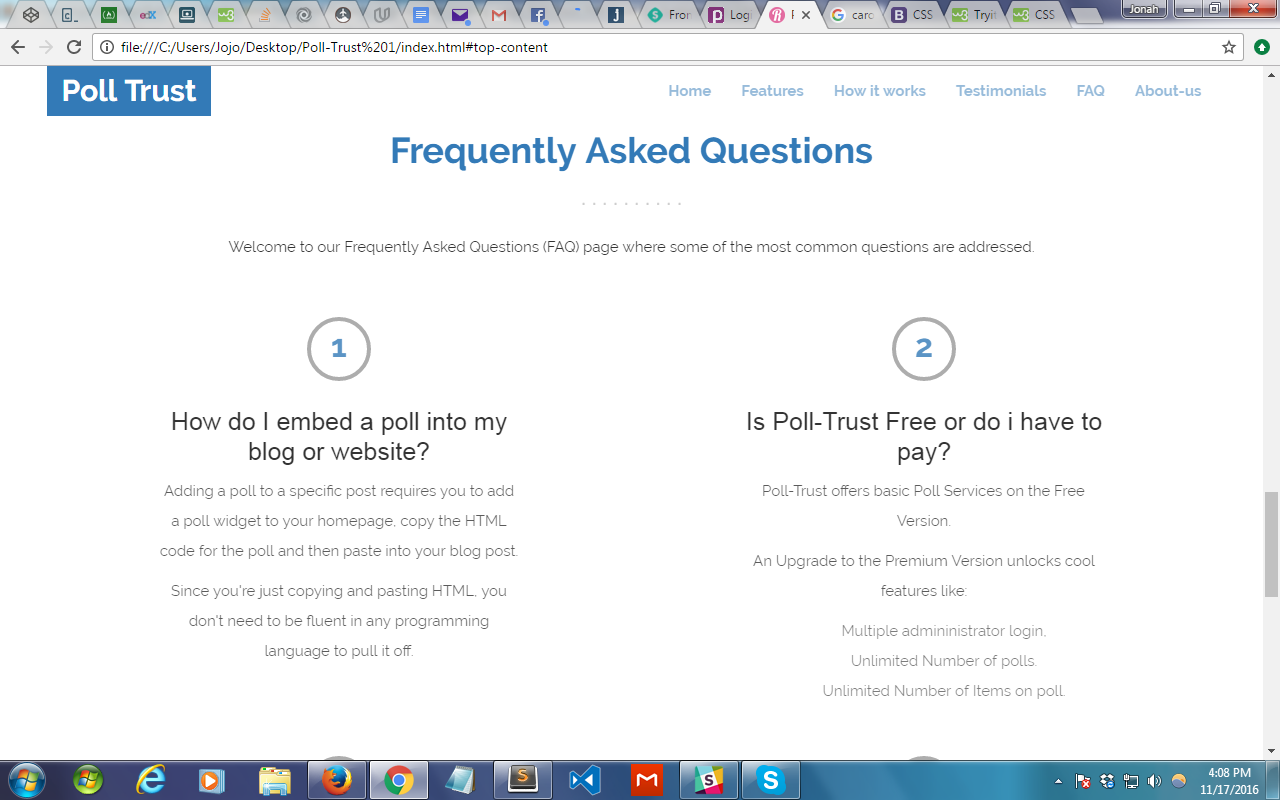 Jonah
Fron
Logi
F
carc
CSS
Tryit
CSS
file:///C:/Users/Jojo/Desktop/Poll-Trust%201/index.html#top-content
Poll Trust
Home Features How it works Testimonials FAQ About-us
Frequently Asked Questions
Welcome to our Frequently Asked Questions (FAQ) page where some of the most common questions are addressed.
1
How do I embed a poll into my
blog or website?
Adding a poll to a specific post requires you to add
a poll widget to your homepage, copy the HTML
code for the poll and then paste into your blog post.
Since you're just copying and pasting HTML, you
don't need to be fluent in any programming
language to pull it off.
2
Is Poll-Trust Free or do i have to
pay?
Poll-Trust offers basic Poll Services on the Free
Version.
An Upgrade to the Premium Version unlocks cool
features like:
Multiple admininistrator login,
Unlimited Number of polls.
Unlimited Number of Items on poll.
4:08 PM
11/17/2016